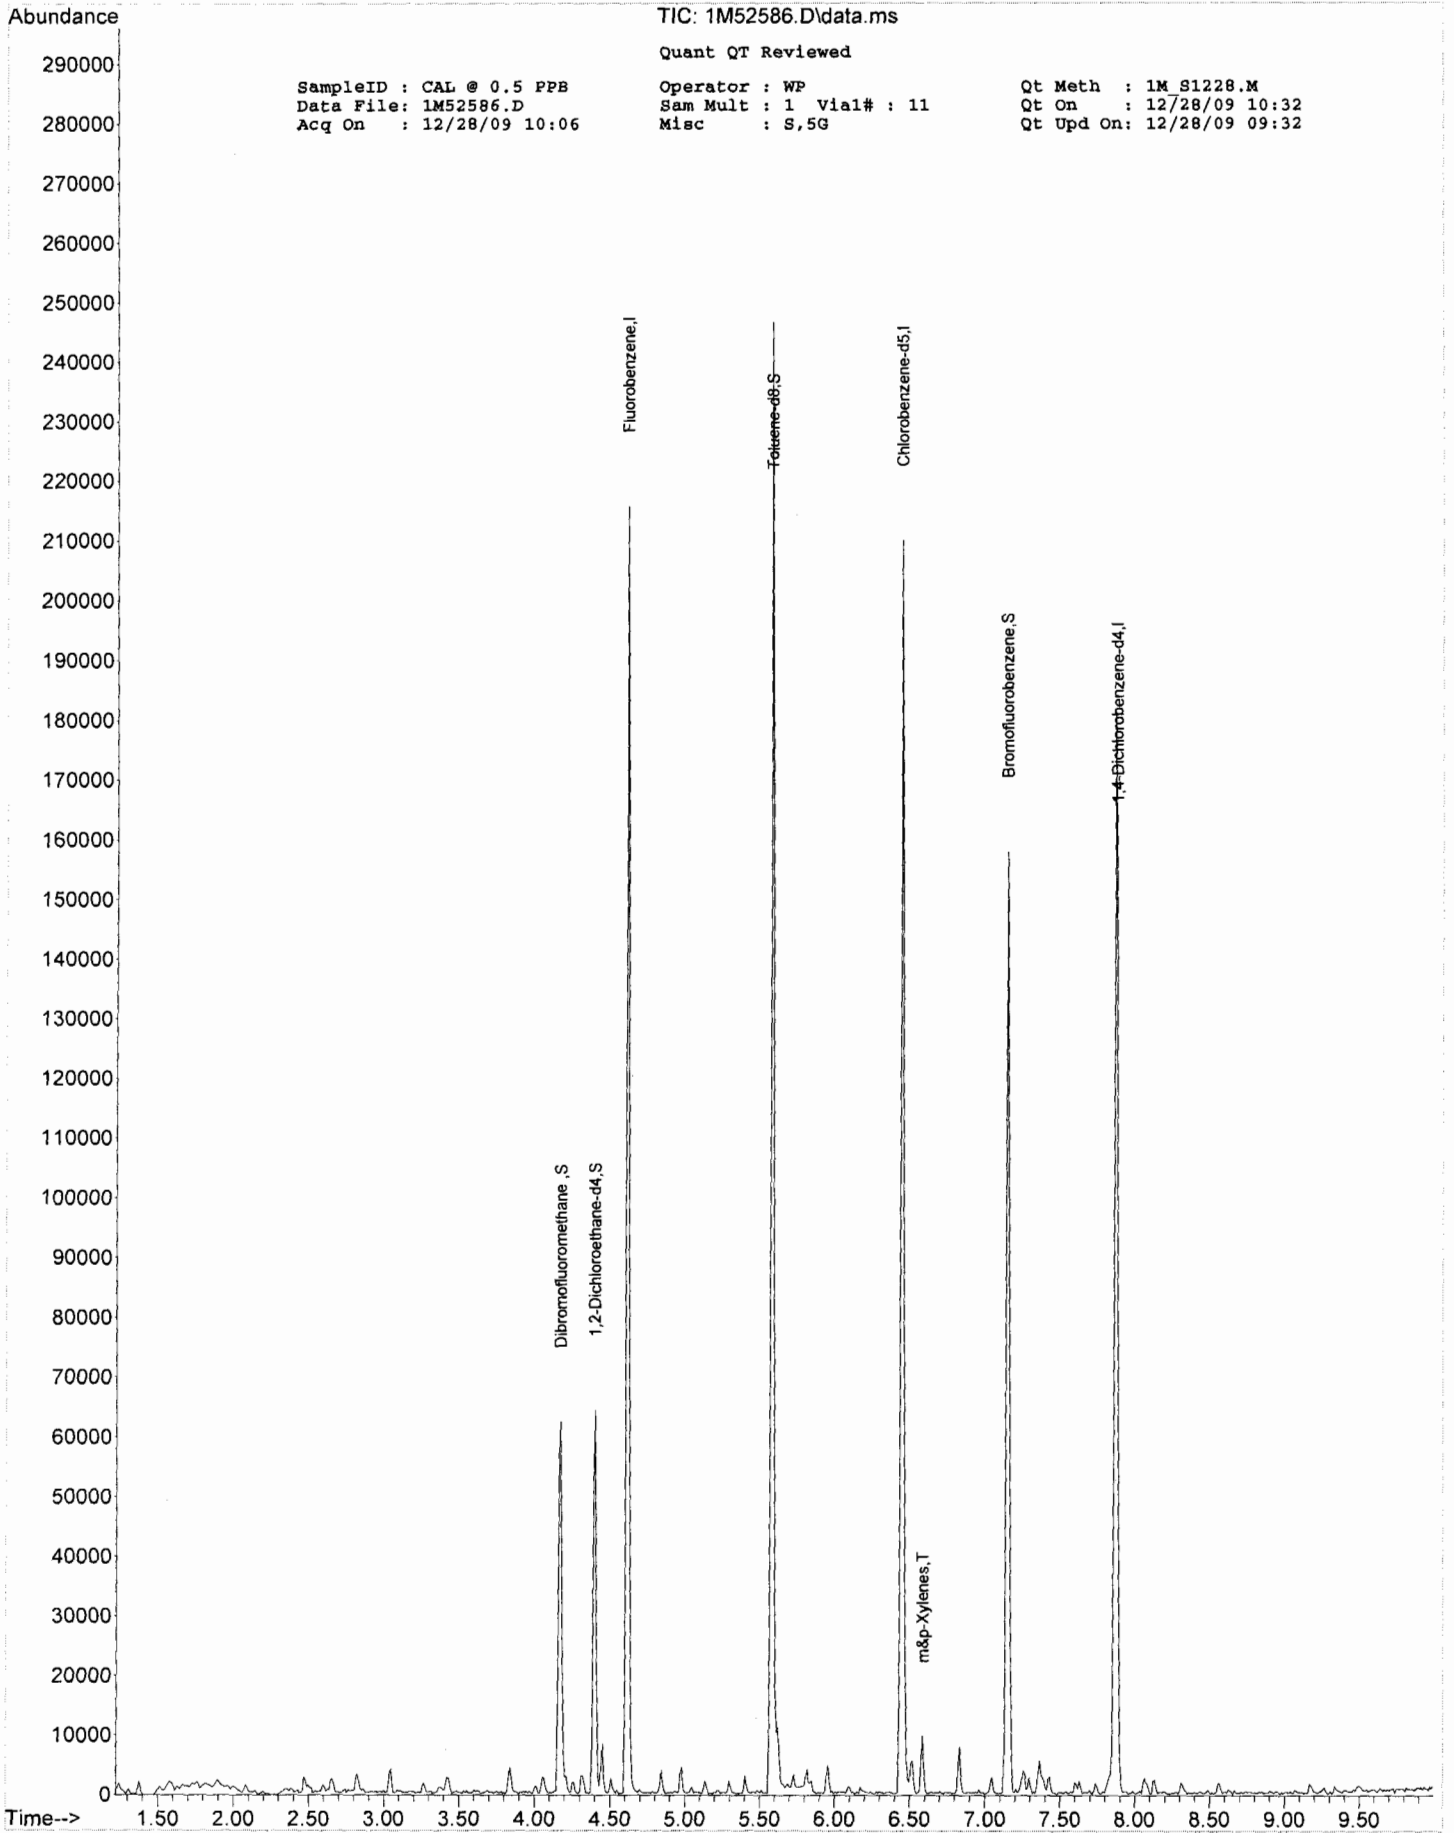 Abundance
TIC: 1M52586.D\data.ms
Quant QT Reviewed
SampleID : CAL @ 0.5 PPB
Data File: 1M52586.D
Acq On : 12/28/09 10:06
Operator : WP
Sam Mult : 1 Vial# : 11
Misc : S,5G
Qt Meth : 1M_S1228.M
Qt On : 12/28/09 10:32
Qt Upd On: 12/28/09 09:32
290000
280000
270000
260000
250000
240000
230000
220000
210000
200000
190000
180000
170000
160000
150000
140000
130000
120000
110000
100000
90000
80000
70000
60000
50000
40000
30000
20000
10000
0
Dibromofluoromethane ,S
1,2-Dichloroethane-d4,S
Fluorobenzene,I
Toluene-d8,S
Chlorobenzene-d5,I
m&p-Xylenes,T
Bromofluorobenzene,S
1,4-Dichlorobenzene-d4,I
Time--> 1.50 2.00 2.50 3.00 3.50 4.00 4.50 5.00 5.50 6.00 6.50 7.00 7.50 8.00 8.50 9.00 9.50